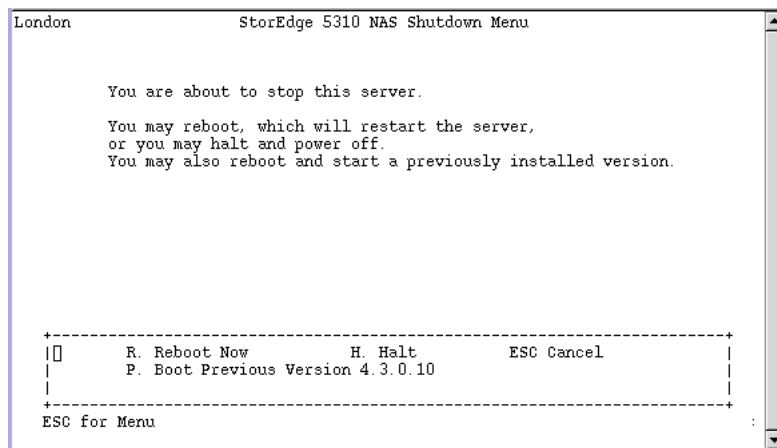 London StorEdge 5310 NAS Shutdown Menu
You are about to stop this server.
You may reboot, which will restart the server,
or you may halt and power off.
You may also reboot and start a previously installed version.
R. Reboot Now H. Halt ESC Cancel
P. Boot Previous Version 4.3.0.10
ESC for Menu :